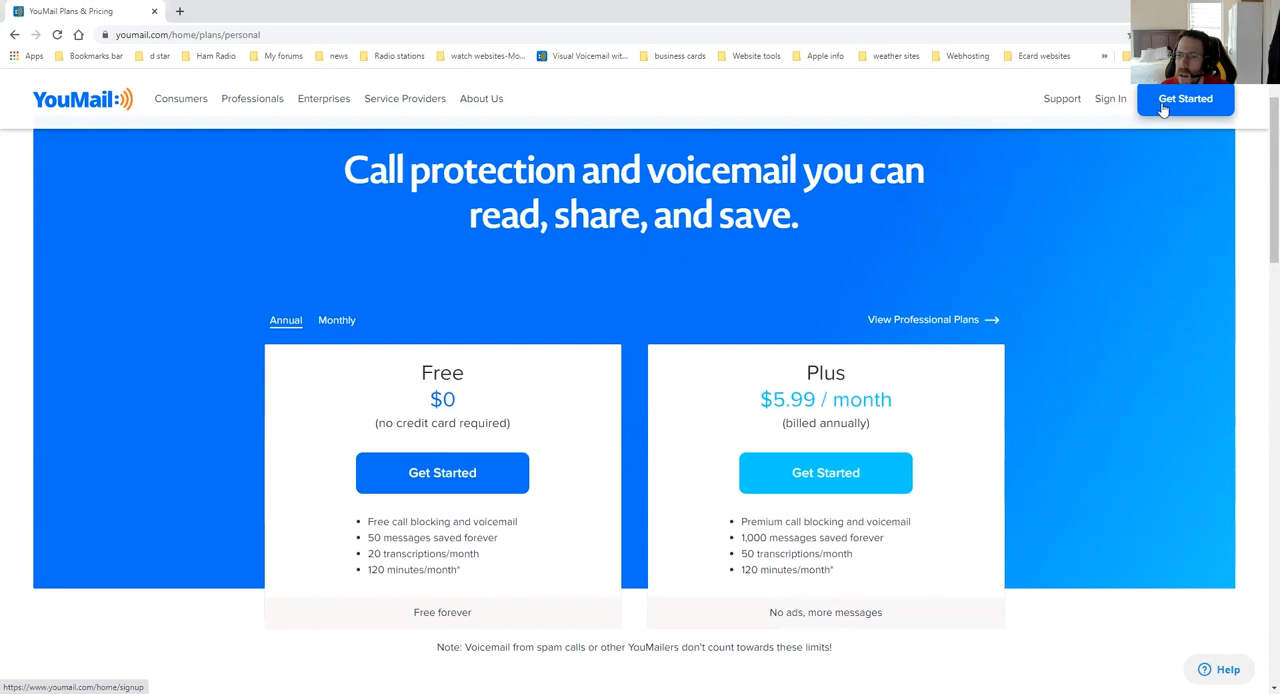 YouMail Plans & Pricing
youmail.com/home/plans/personal
Apps Bookmarks bar d star Ham Radio My forums news Radio stations watch websites-Mo... Visual Voicemail wit... business cards Website tools Apple info weather sites Webhosting Ecard websites »
YouMail Consumers Professionals Enterprises Service Providers About Us Support Sign In Get Started
Call protection and voicemail you can
read, share, and save.
Annual Monthly View Professional Plans
Free
$0
(no credit card required)
Get Started
• Free call blocking and voicemail
• 50 messages saved forever
• 20 transcriptions/month
• 120 minutes/month*
Free forever
Plus
$5.99 / month
(billed annually)
Get Started
• Premium call blocking and voicemail
• 1,000 messages saved forever
• 50 transcriptions/month
• 120 minutes/month*
No ads, more messages
Note: Voicemail from spam calls or other YouMailers don't count towards these limits!
Help
https://www.youmail.com/home/signup